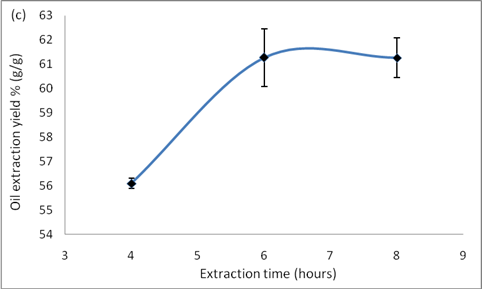 (c)
Oil extraction yield % (g/g)
63
62
61
60
59
58
57
56
55
54
3 4 5 6 7 8 9
Extraction time (hours)